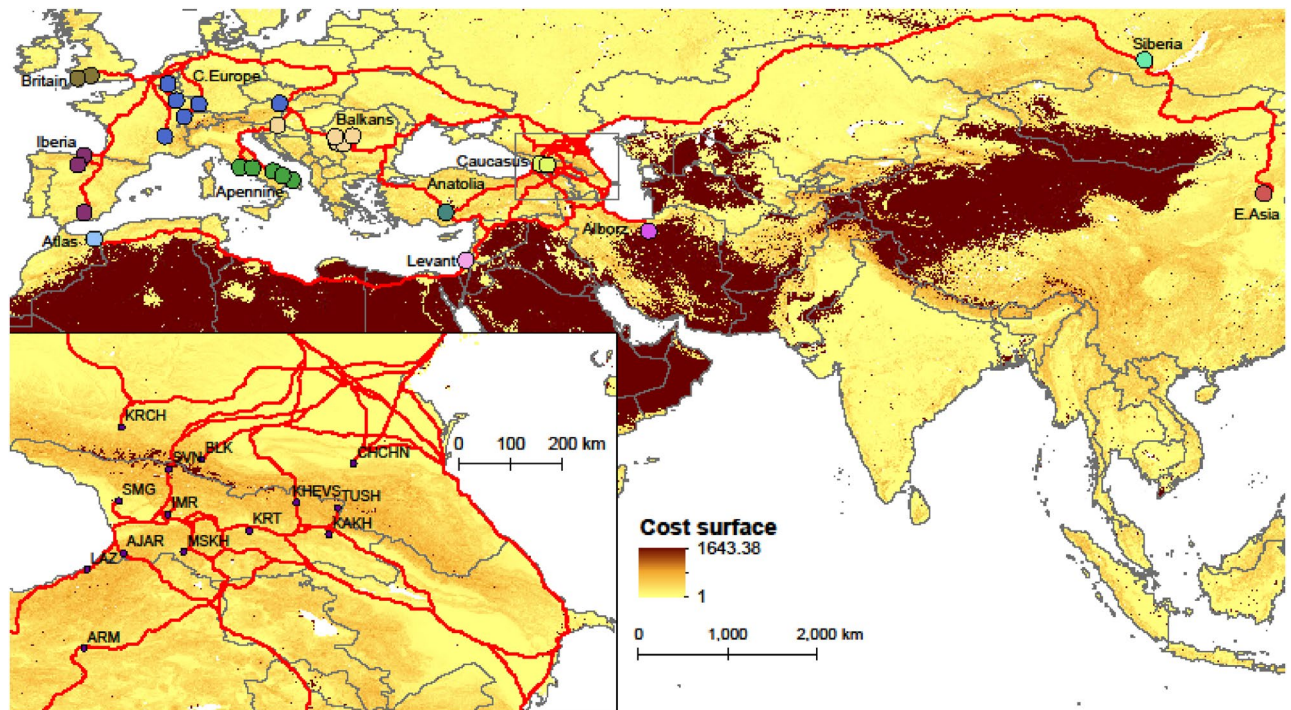 Siberia
C.Europe
Britain
Balkans
Iberia
Caucasus
Anatolia
Apennine
E.Asia
Alborz
Atlas
Levant
KRCH
BLK
SVN
CHCHN
0 100 200 km
SMG
KHEVS
TUSH
IMR
KRT
KAKH
AJAR
MSKH
LAZ
ARM
Cost surface
1643.38
1
0 1,000 2,000 km